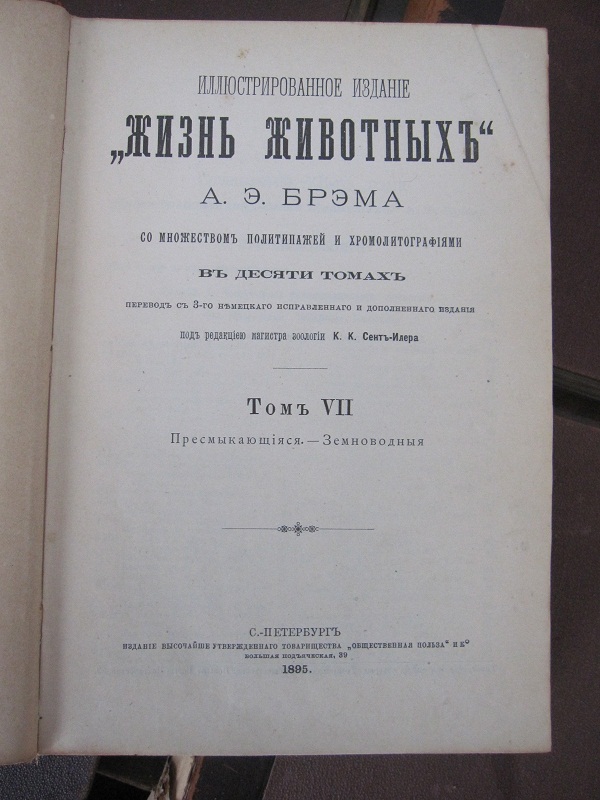 ИЛЛЮСТРИРОВАННОЕ ИЗДАНІЕ
„ЖИЗНЬ ЖИВОТНЫХЪ“
А. Э. БРЭМА
СО МНОЖЕСТВОМЪ ПОЛИТИПАЖЕЙ И ХРОМОЛИТОГРАФІЯМИ
ВЪ ДЕСЯТИ ТОМАХЪ
ПЕРЕВОДЪ СЪ 3-ГО НѢМЕЦКАГО ИСПРАВЛЕННАГО И ДОПОЛНЕННАГО ИЗДАНІЯ
подъ редакціею магистра зоологіи К. К. Сентъ-Илера
Томъ VII
Пресмыкающіяся. — Земноводныя
С.-ПЕТЕРБУРГЪ
ИЗДАНІЕ ВЫСОЧАЙШЕ УТВЕРЖДЕННАГО ТОВАРИЩЕСТВА „ОБЩЕСТВЕННАЯ ПОЛЬЗА“ И Кº
БОЛЬШАЯ ПОДЪЯЧЕСКАЯ, 39
1895.